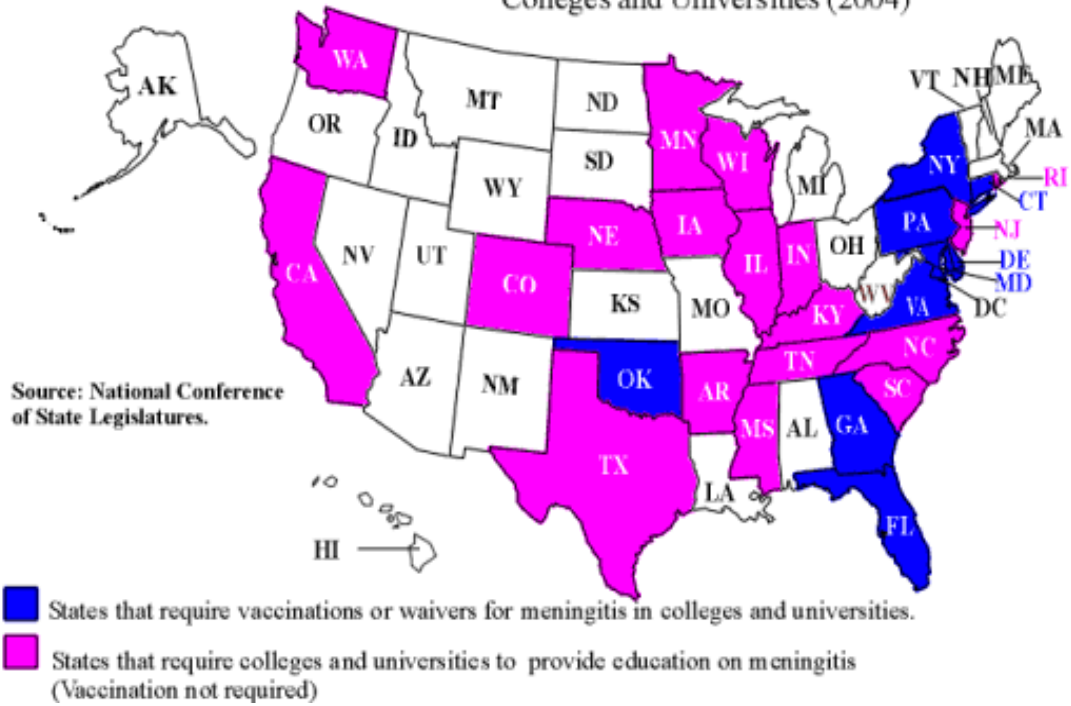 Colleges and Universities (2004)
WA
AK
MT
ND
VT
NH
ME
OR
ID
MN
MA
SD
WI
NY
WY
MI
RI
CT
NE
IA
PA
NJ
NV
UT
OH
DE
CA
CO
IL
IN
MD
WV
DC
KS
MO
VA
KY
NC
TN
AZ
NM
OK
AR
SC
Source: National Conference
of State Legislatures.
MS
AL
GA
TX
LA
FL
HI
States that require vaccinations or waivers for meningitis in colleges and universities.
States that require colleges and universities to provide education on meningitis
(Vaccination not required)